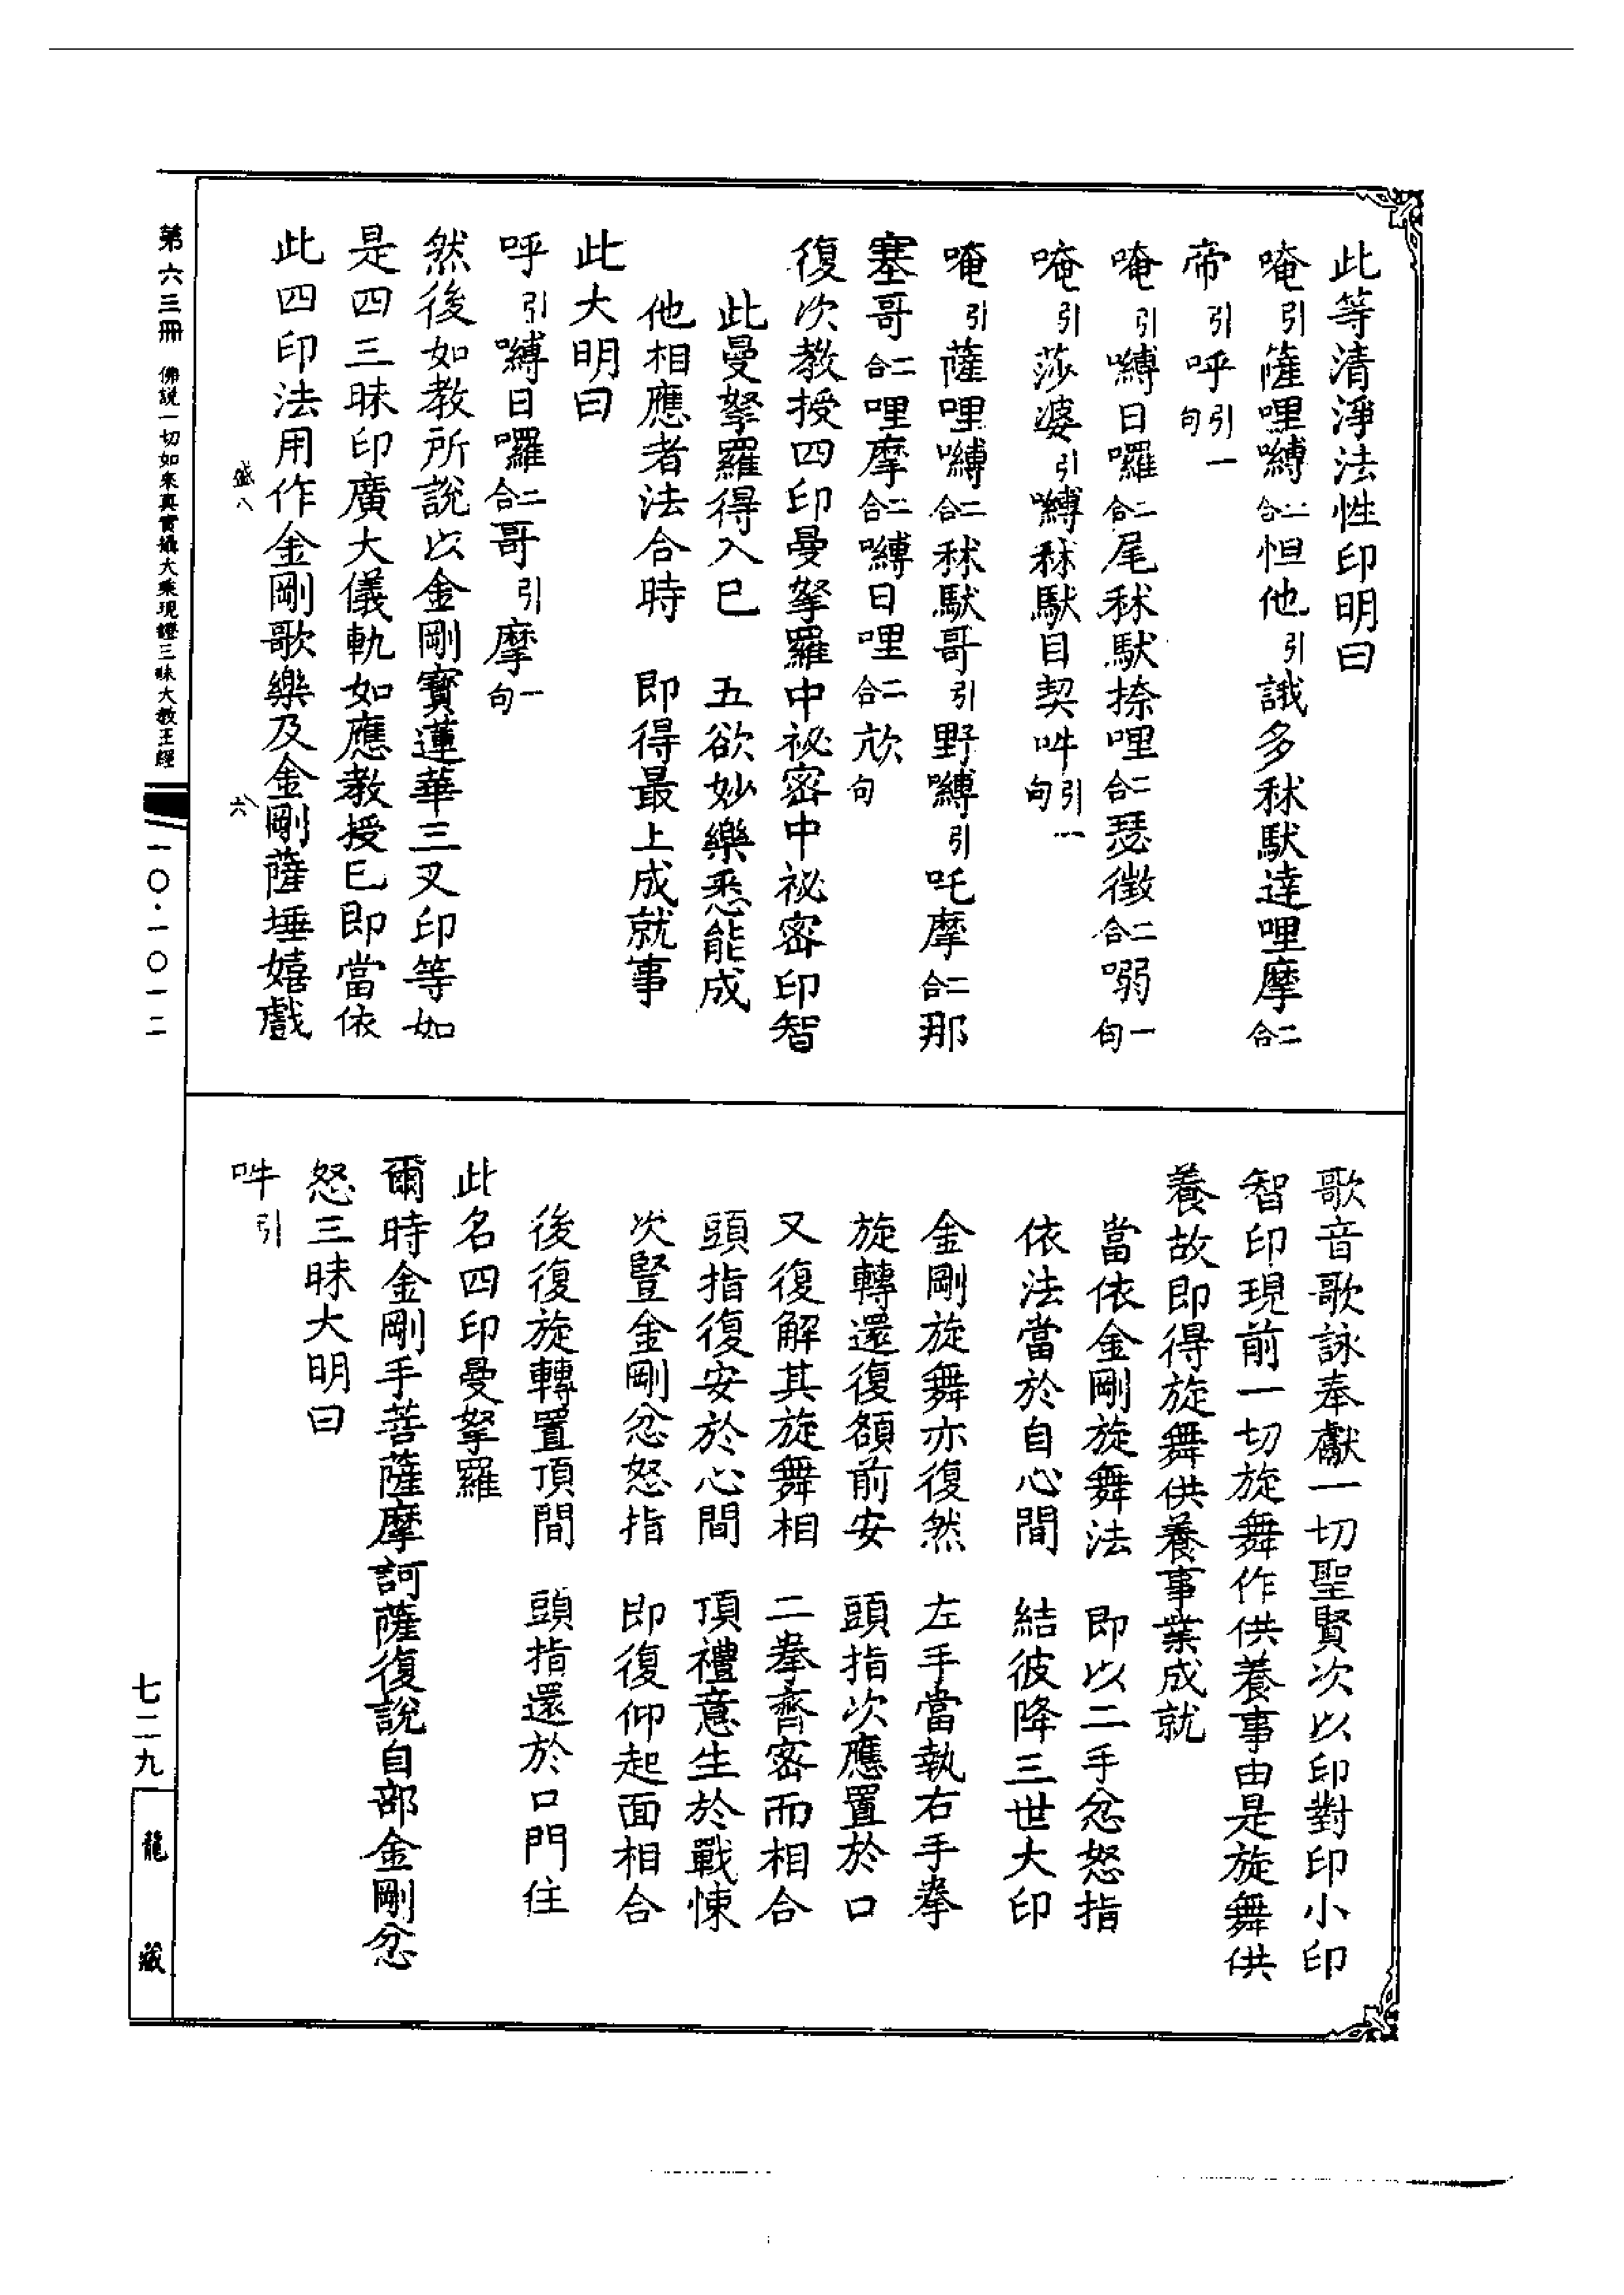 此等清淨法性印明曰
唵引薩哩嚩二合怛他引誐多秫馱達哩摩二合
帝引呼引一句
唵引嚩日囉二合尾秫馱捺哩二合瑟徵二合㘃一句
唵引莎婆引嚩秫馱目契吽引一句
唵引薩哩嚩二合秫馱哥引野嚩引吒摩二合那
塞哥二合哩摩二合嚩日哩二合㰠句
復次教授四印曼拏羅中祕密中祕密印智
此曼拏羅得入已　五欲妙樂悉能成
他相應者法合時　即得最上成就事
此大明曰
呼引嚩日囉二合哥引摩一句
然後如教所說以金剛寶蓮華三叉印等如
是四三昧印廣大儀軌如應教授已即當依
此四印法用作金剛歌樂及金剛薩埵嬉戲
歌音歌詠奉獻一切聖賢次以印對印小印
智印現前一切旋舞作供養事由是旋舞供
養故即得旋舞供養事業成就
當依金剛旋舞法　即以二手忿怒指
依法當於自心間　結彼降三世大印
金剛旋舞亦復然　左手當執右手拳
旋轉還復額前安　頭指次應置於口
又復解其旋舞相　二拳齊密而相合
頭指復安於心間　頂禮意生於戰悚
次豎金剛忿怒指　即復仰起面相合
後復旋轉置頂間　頭指還於口門住
此名四印曼拏羅
爾時金剛手菩薩摩訶薩復說自部金剛忿
怒三昧大明曰
吽引
盛八
八六
第六三冊　佛說一切如來真實攝大乘現證三昧大教王經
一〇·一〇一二
七二九
龍藏